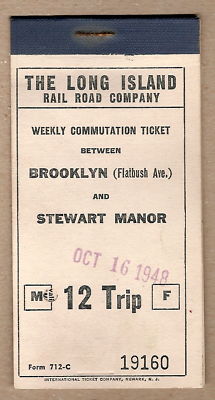 THE LONG ISLAND
RAIL ROAD COMPANY
WEEKLY COMMUTATION TICKET
BETWEEN
BROOKLYN (Flatbush Ave.)
AND
STEWART MANOR
OCT 16 1948
M 12 Trip F
Form 712-C 19160
INTERNATIONAL TICKET COMPANY, NEWARK, N. J.